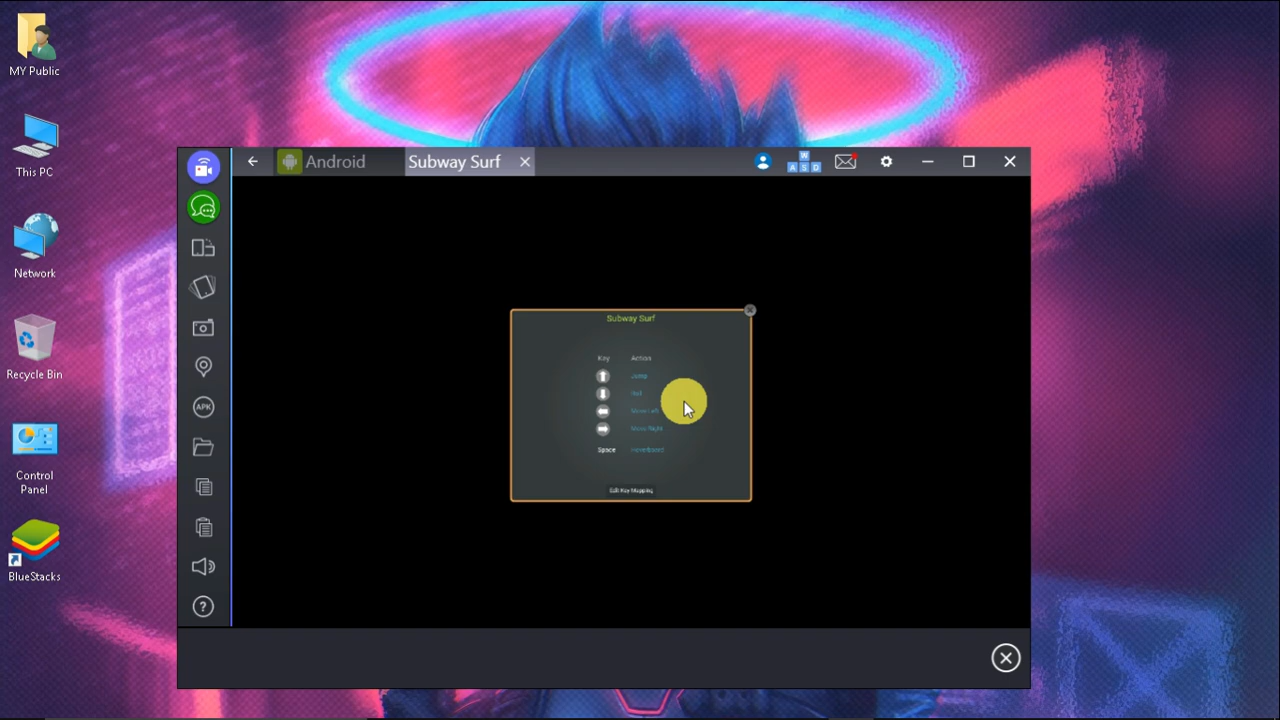 MY Public
This PC
Network
Recycle Bin
Control
Panel
BlueStacks
Android
Subway Surf
W
A S D
APK
?
Subway Surf
Key Action
Jump
Roll
Move Left
Move Right
Space Hoverboard
Edit Key Mapping